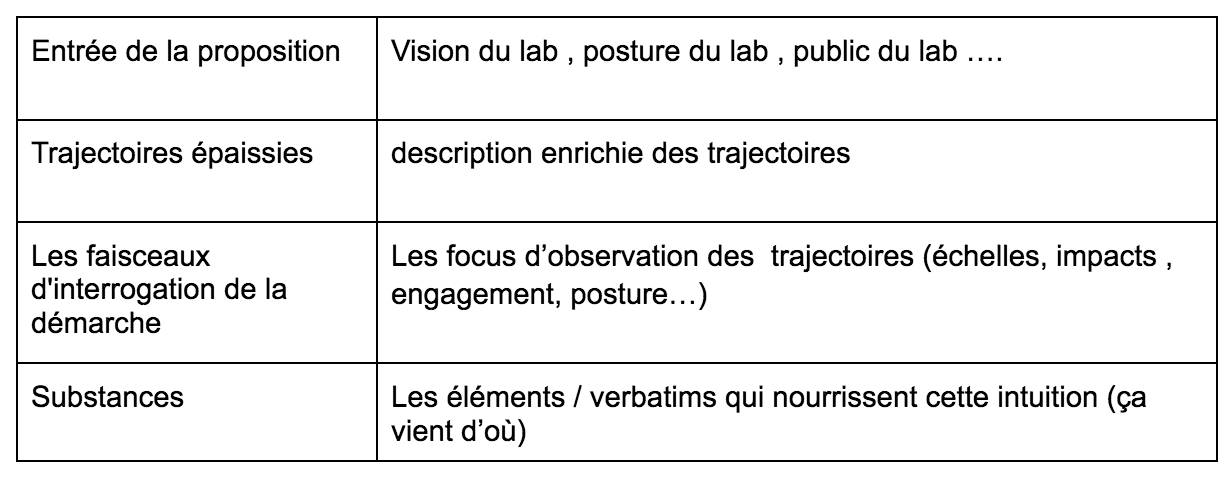 Entrée de la proposition
Vision du lab , posture du lab , public du lab ….
Trajectoires épaissies
description enrichie des trajectoires
Les faisceaux
d'interrogation de la
démarche
Les focus d’observation des  trajectoires (échelles, impacts ,
engagement, posture…)
Substances
Les éléments / verbatims qui nourrissent cette intuition (ça
vient d’où)